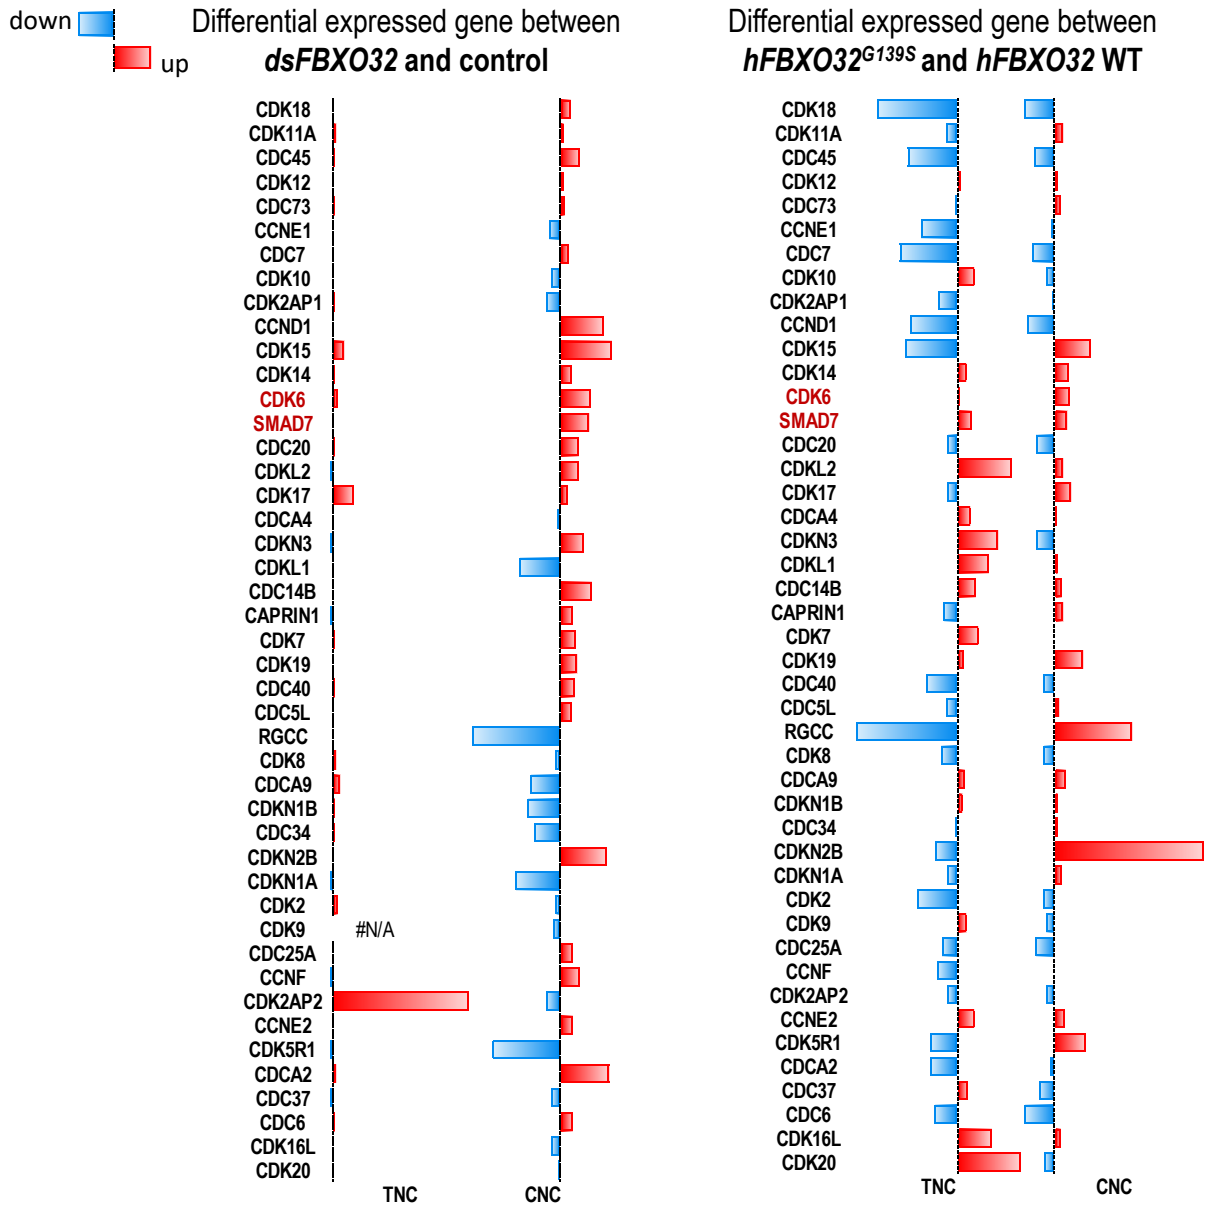 down
up
Differential expressed gene between
dsFBXO32 and control
CDK18
CDK11A
CDC45
CDK12
CDC73
CCNE1
CDC7
CDK10
CDK2AP1
CCND1
CDK15
CDK14
CDK6
SMAD7
CDC20
CDKL2
CDK17
CDCA4
CDKN3
CDKL1
CDC14B
CAPRIN1
CDK7
CDK19
CDC40
CDC5L
RGCC
CDK8
CDCA9
CDKN1B
CDC34
CDKN2B
CDKN1A
CDK2
CDK9 #N/A
CDC25A
CCNF
CDK2AP2
CCNE2
CDK5R1
CDCA2
CDC37
CDC6
CDK16L
CDK20
TNC CNC
Differential expressed gene between
hFBXO32G139S and hFBXO32 WT
CDK18
CDK11A
CDC45
CDK12
CDC73
CCNE1
CDC7
CDK10
CDK2AP1
CCND1
CDK15
CDK14
CDK6
SMAD7
CDC20
CDKL2
CDK17
CDCA4
CDKN3
CDKL1
CDC14B
CAPRIN1
CDK7
CDK19
CDC40
CDC5L
RGCC
CDK8
CDCA9
CDKN1B
CDC34
CDKN2B
CDKN1A
CDK2
CDK9
CDC25A
CCNF
CDK2AP2
CCNE2
CDK5R1
CDCA2
CDC37
CDC6
CDK16L
CDK20
TNC CNC